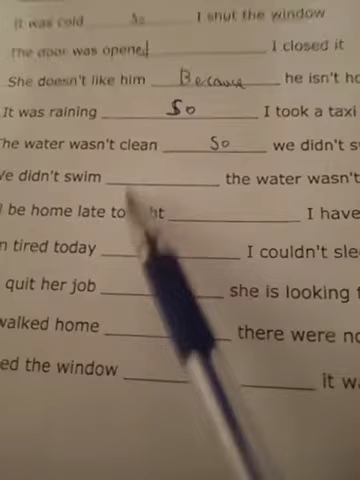 It was cold So I shut the window
The door was opened I closed it
She doesn't like him Because he isn't
It was raining So I took a taxi
The water wasn't clean So we didn't
We didn't swim the water wasn't
be home late I have
tired today I couldn't
quit her job she is looking
walked home there were
the window it